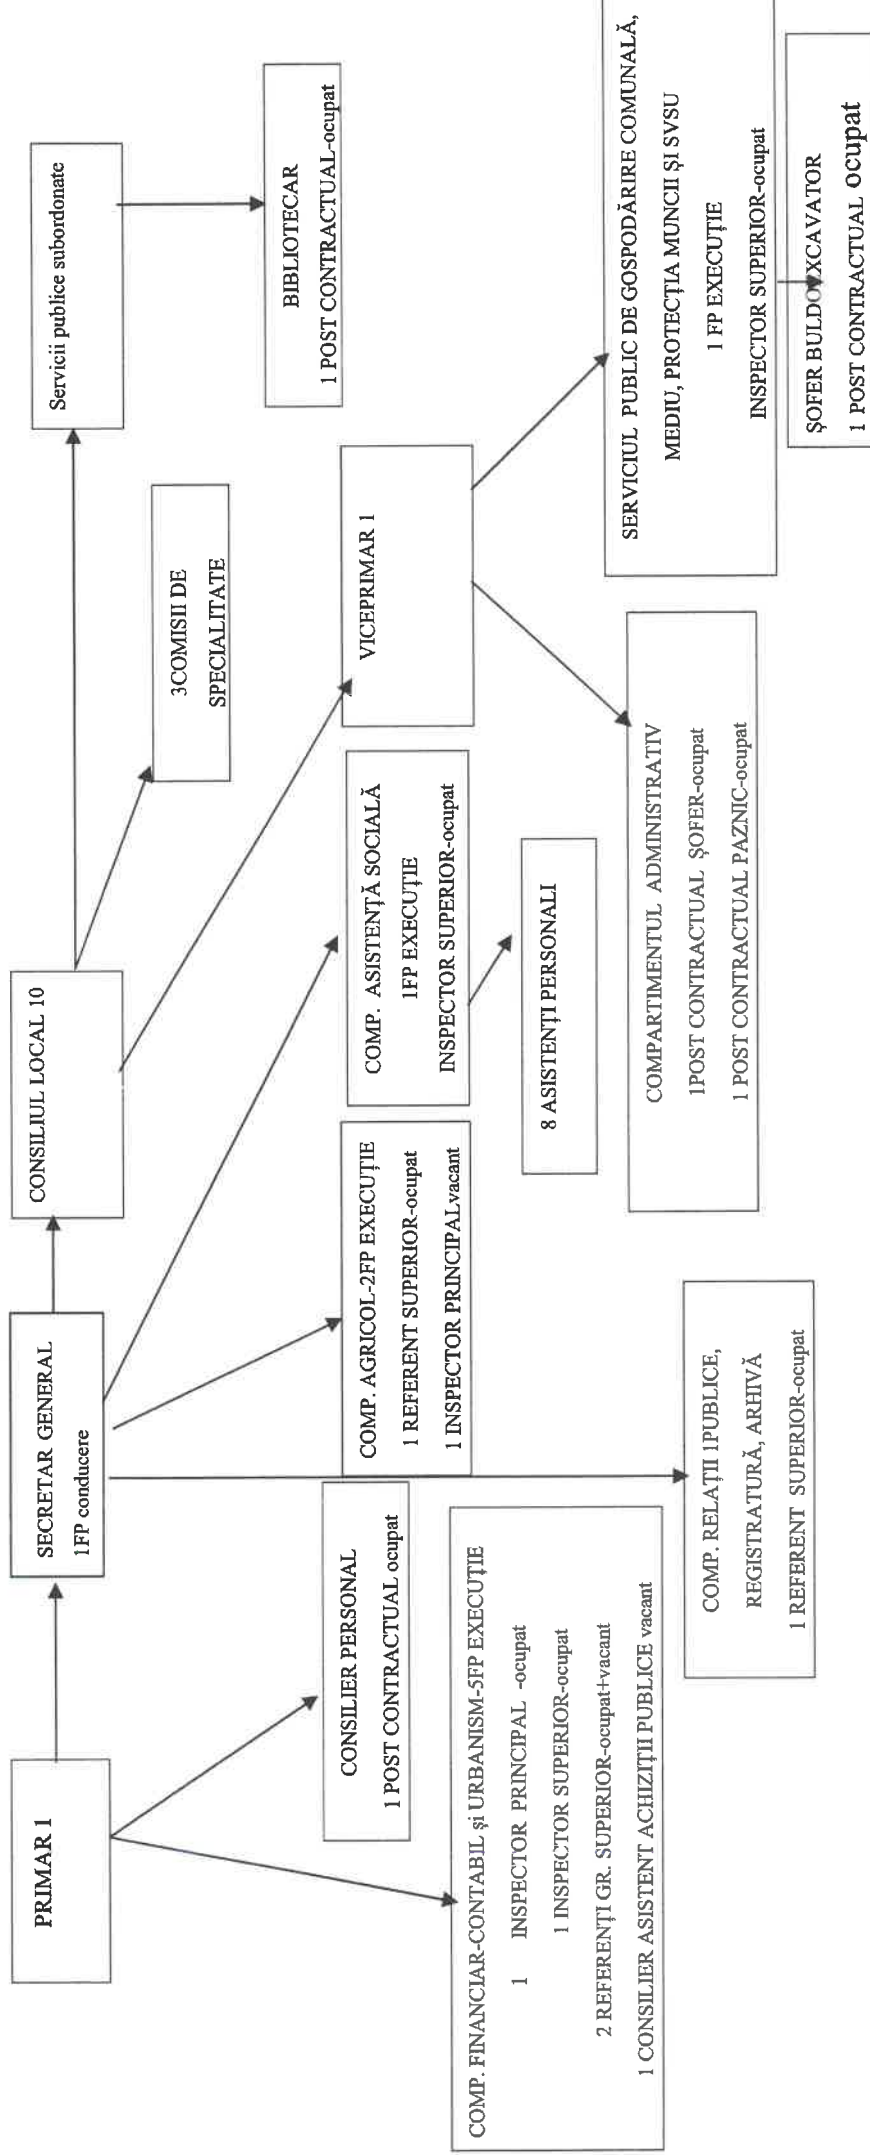 PRIMAR 1
SECRETAR GENERAL
1FP conducere
CONSILIUL LOCAL 10
Servicii publice subordonate
3COMISII DE
SPECIALITATE
BIBLIOTECAR
1 POST CONTRACTUAL-ocupat
CONSILIER PERSONAL
1 POST CONTRACTUAL ocupat
COMP. AGRICOL-2FP EXECUȚIE
1 REFERENT SUPERIOR-ocupat
1 INSPECTOR PRINCIPALvacant
COMP. ASISTENȚĂ SOCIALĂ
1FP EXECUȚIE
INSPECTOR SUPERIOR-ocupat
VICEPRIMAR 1
COMP. FINANCIAR-CONTABIL și URBANISM-5FP EXECUȚIE
1 INSPECTOR PRINCIPAL -ocupat
1 INSPECTOR SUPERIOR-ocupat
2 REFERENȚI GR. SUPERIOR-ocupat+vacant
1 CONSILIER ASISTENT ACHIZIȚII PUBLICE vacant
8 ASISTENȚI PERSONALI
SERVICIUL PUBLIC DE GOSPODĂRIRE COMUNALĂ,
MEDIU, PROTECȚIA MUNCII ȘI SVSU
1 FP EXECUȚIE
INSPECTOR SUPERIOR-ocupat
COMPARTIMENTUL ADMINISTRATIV
1POST CONTRACTUAL ȘOFER-ocupat
1 POST CONTRACTUAL PAZNIC-ocupat
COMP. RELAȚII 1PUBLICE,
REGISTRATURĂ, ARHIVĂ
1 REFERENT SUPERIOR-ocupat
ȘOFER BULDOEXCAVATOR
1 POST CONTRACTUAL ocupat